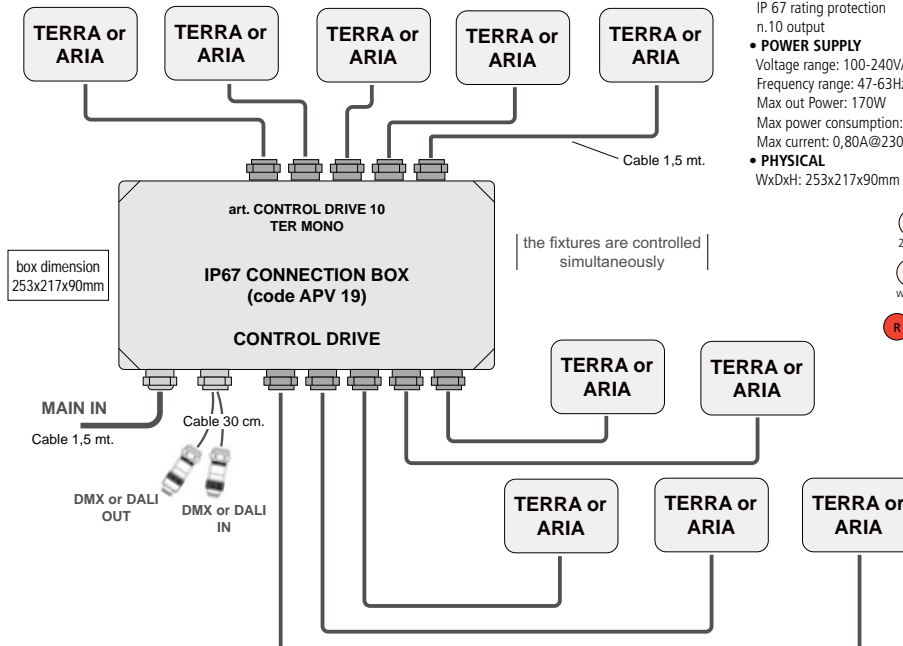 IP 67 rating protection
n.10 output
• POWER SUPPLY
Voltage range: 100-240V
Frequency range: 47-63Hz
Max out Power: 170W
Max power consumption:
Max current: 0,80A@230
• PHYSICAL
WxDxH: 253x217x90mm
TERRA or
ARIA
TERRA or
ARIA
TERRA or
ARIA
TERRA or
ARIA
TERRA or
ARIA
Cable 1,5 mt.
art. CONTROL DRIVE 10
TER MONO
IP67 CONNECTION BOX
(code APV 19)
CONTROL DRIVE
box dimension
253x217x90mm
the fixtures are controlled
simultaneously
R
MAIN IN
Cable 1,5 mt.
Cable 30 cm.
DMX or DALI
OUT
DMX or DALI
IN
TERRA or
ARIA
TERRA or
ARIA
TERRA or
ARIA
TERRA or
ARIA
TERRA or
ARIA